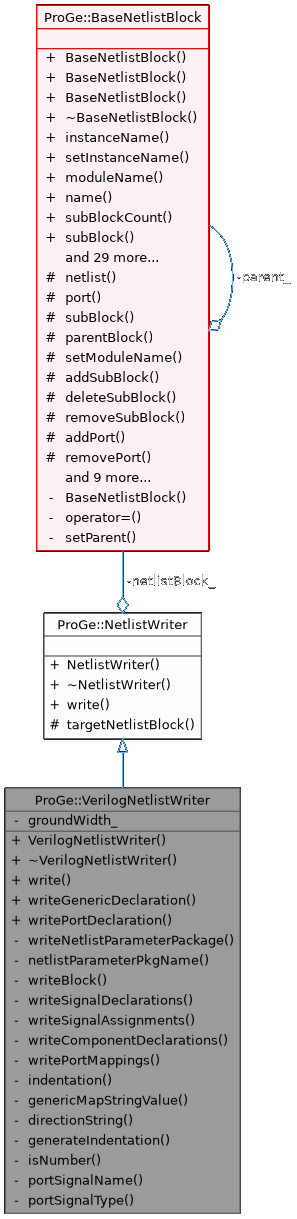 ProGe::BaseNetlistBlock
+ BaseNetlistBlock()
+ BaseNetlistBlock()
+ BaseNetlistBlock()
+ ~BaseNetlistBlock()
+ instanceName()
+ setInstanceName()
+ moduleName()
+ name()
+ subBlockCount()
+ subBlock()
and 29 more...
# netlist()
# port()
# subBlock()
# parentBlock()
# setModuleName()
# addSubBlock()
# deleteSubBlock()
# removeSubBlock()
# addPort()
# removePort()
and 9 more...
- BaseNetlistBlock()
- operator=()
- setParent()
-parent_
-netlistBlock_
ProGe::NetlistWriter
+ NetlistWriter()
+ ~NetlistWriter()
+ write()
# targetNetlistBlock()
ProGe::VerilogNetlistWriter
- groundWidth_
+ VerilogNetlistWriter()
+ ~VerilogNetlistWriter()
+ write()
+ writeGenericDeclaration()
+ writePortDeclaration()
- writeNetlistParameterPackage()
- netlistParameterPkgName()
- writeBlock()
- writeSignalDeclarations()
- writeSignalAssignments()
- writeComponentDeclarations()
- writePortMappings()
- indentation()
- genericMapStringValue()
- directionString()
- generateIndentation()
- isNumber()
- portSignalName()
- portSignalType()